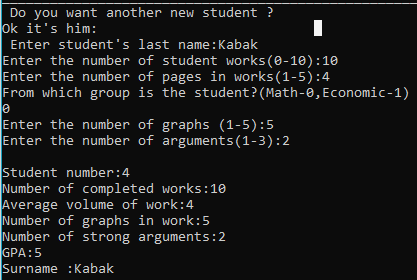 Do you want another new student ?
Ok it's him:
Enter student's last name:Kabak
Enter the number of student works(0-10):10
Enter the number of pages in works(1-5):4
From which group is the student?(Math-0,Economic-1)
0
Enter the number of graphs (1-5):5
Enter the number of arguments(1-3):2
Student number:4
Number of completed works:10
Average volume of work:4
Number of graphs in work:5
Number of strong arguments:2
GPA:5
Surname :Kabak